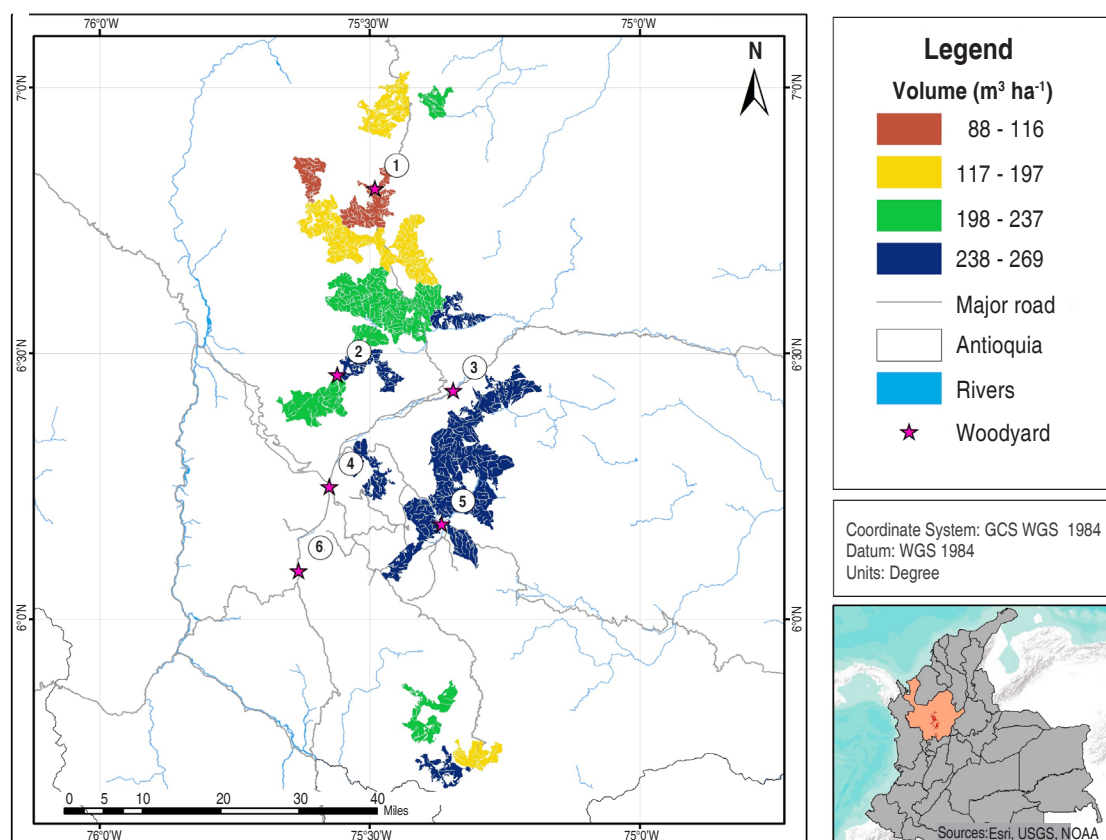 76°0'W 75°30'W 75°0'W
N
7°0'N 7°0'N
1
2
3
6°30'N 6°30'N
4
5
6
6°0'N 6°0'N
0 5 10 20 30 40
Miles
76°0'W 75°30'W 75°0'W
Legend
Volume (m³ ha⁻¹)
88 - 116
117 - 197
198 - 237
238 - 269
Major road
Antioquia
Rivers
Woodyard
Coordinate System: GCS WGS 1984
Datum: WGS 1984
Units: Degree
Sources:Esri, USGS, NOAA